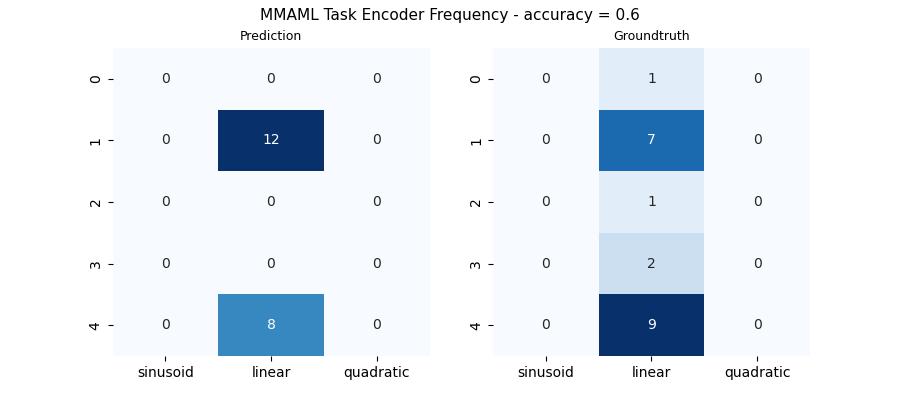 MMAML Task Encoder Frequency - accuracy = 0.6
Prediction
Groundtruth
0 0 0 0
1 0 12 0
2 0 0 0
3 0 0 0
4 0 8 0
sinusoid linear quadratic
0 0 1 0
1 0 7 0
2 0 1 0
3 0 2 0
4 0 9 0
sinusoid linear quadratic